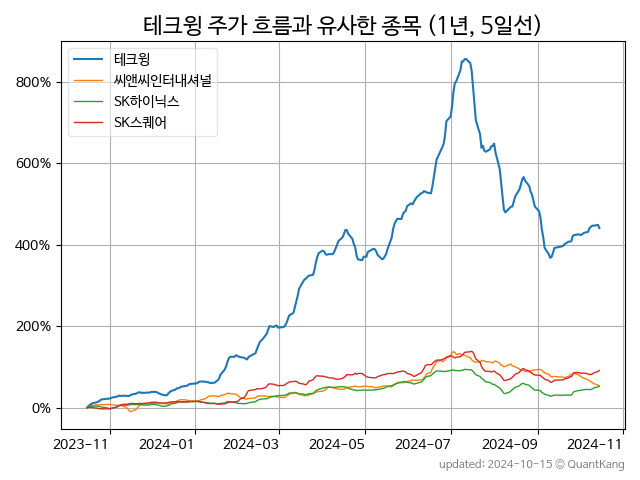 테크윙 주가 흐름과 유사한 종목 (1년, 5일선)
테크윙
씨앤씨인터내셔널
SK하이닉스
SK스퀘어
800%
600%
400%
200%
0%
2023-11 2024-01 2024-03 2024-05 2024-07 2024-09 2024-11
updated: 2024-10-15 © QuantKang